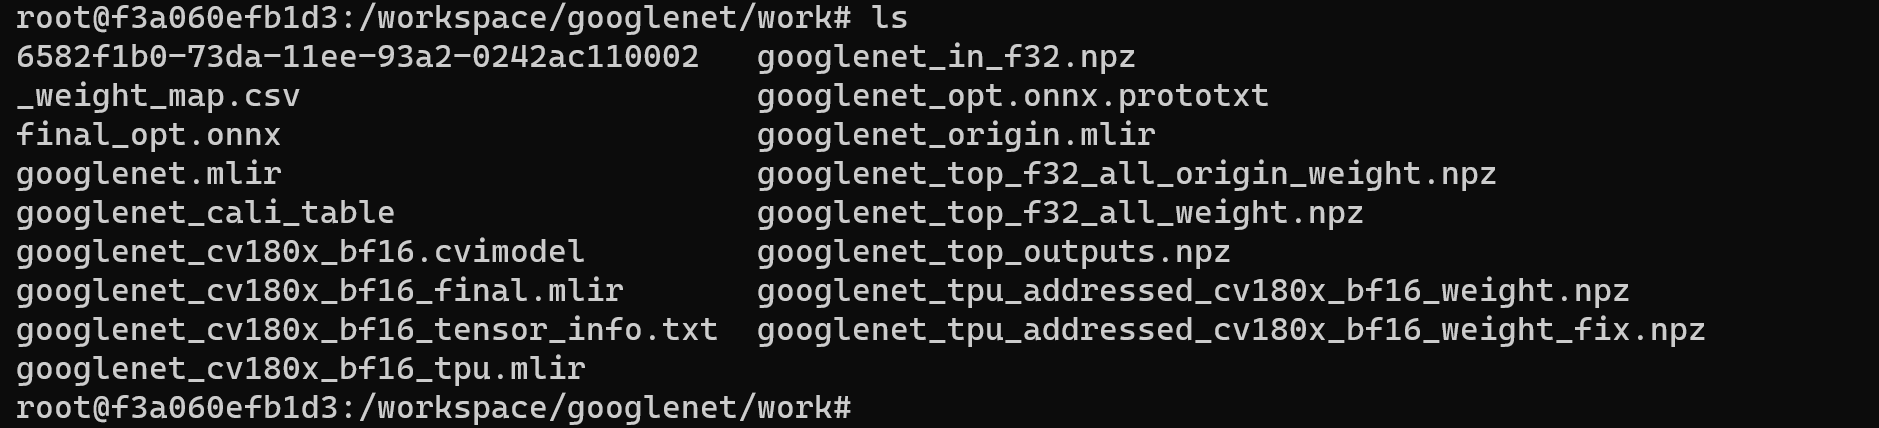 root@f3a060efb1d3:/workspace/googlenet/work# ls
6582f1b0-73da-11ee-93a2-0242ac110002   googlenet_in_f32.npz
_weight_map.csv                        googlenet_opt.onnx.prototxt
final_opt.onnx                         googlenet_origin.mlir
googlenet.mlir                         googlenet_top_f32_all_origin_weight.npz
googlenet_cali_table                   googlenet_top_f32_all_weight.npz
googlenet_cv180x_bf16.cvimodel         googlenet_top_outputs.npz
googlenet_cv180x_bf16_final.mlir       googlenet_tpu_addressed_cv180x_bf16_weight.npz
googlenet_cv180x_bf16_tensor_info.txt  googlenet_tpu_addressed_cv180x_bf16_weight_fix.npz
googlenet_cv180x_bf16_tpu.mlir
root@f3a060efb1d3:/workspace/googlenet/work#